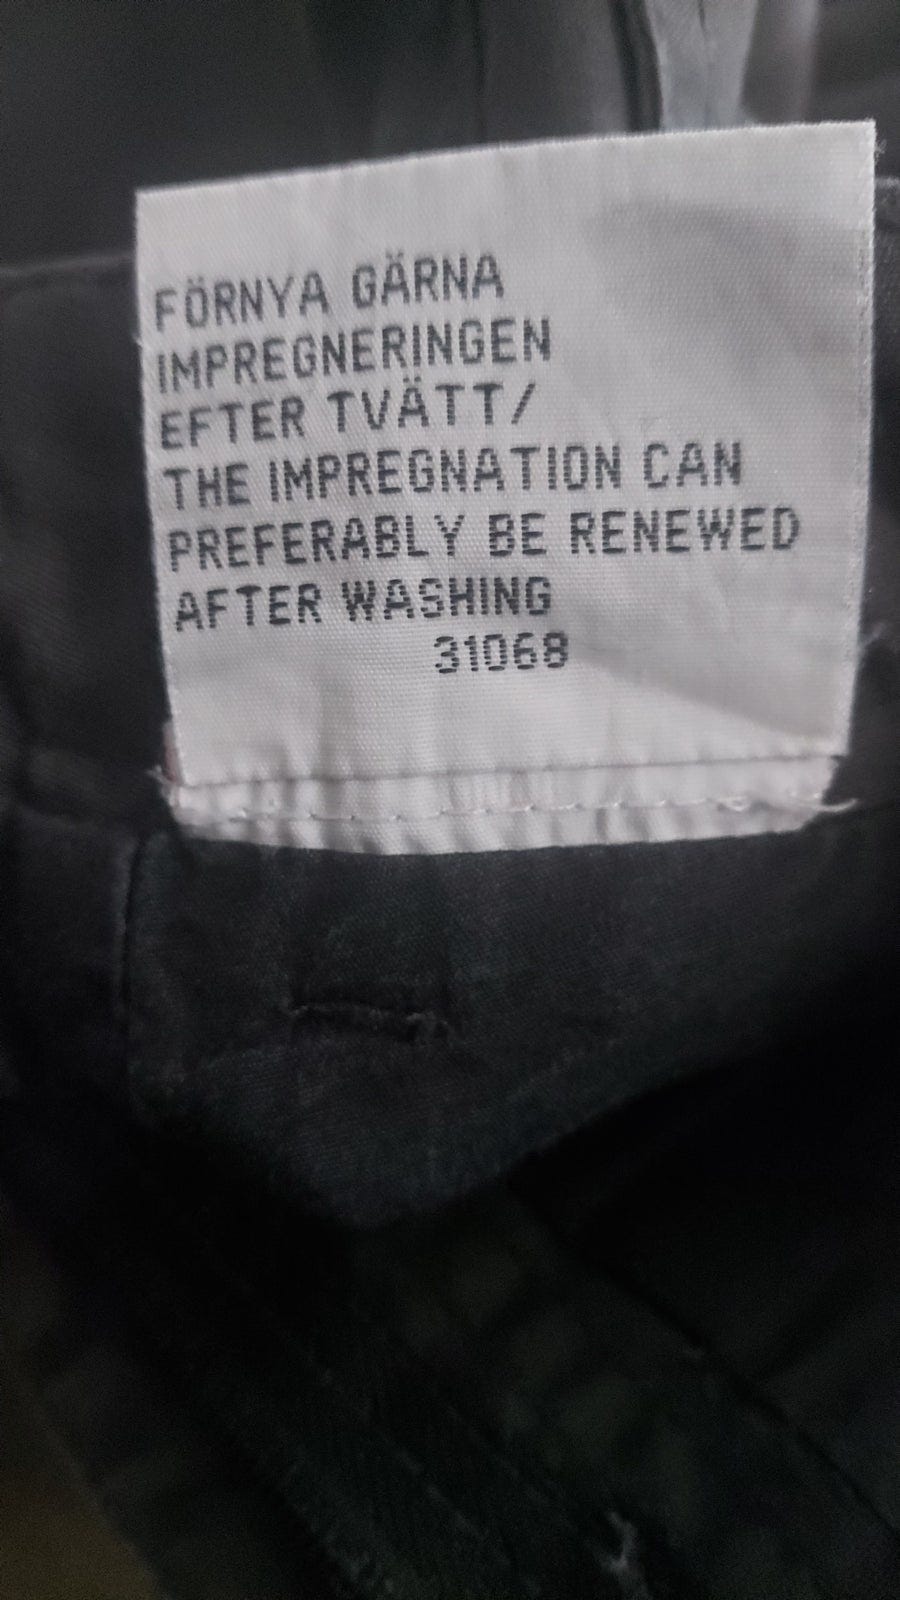 FÖRNYA GÄRNA
IMPREGNERINGEN
EFTER TVÄTT/
THE IMPREGNATION CAN
PREFERABLY BE RENEWED
AFTER WASHING
31068